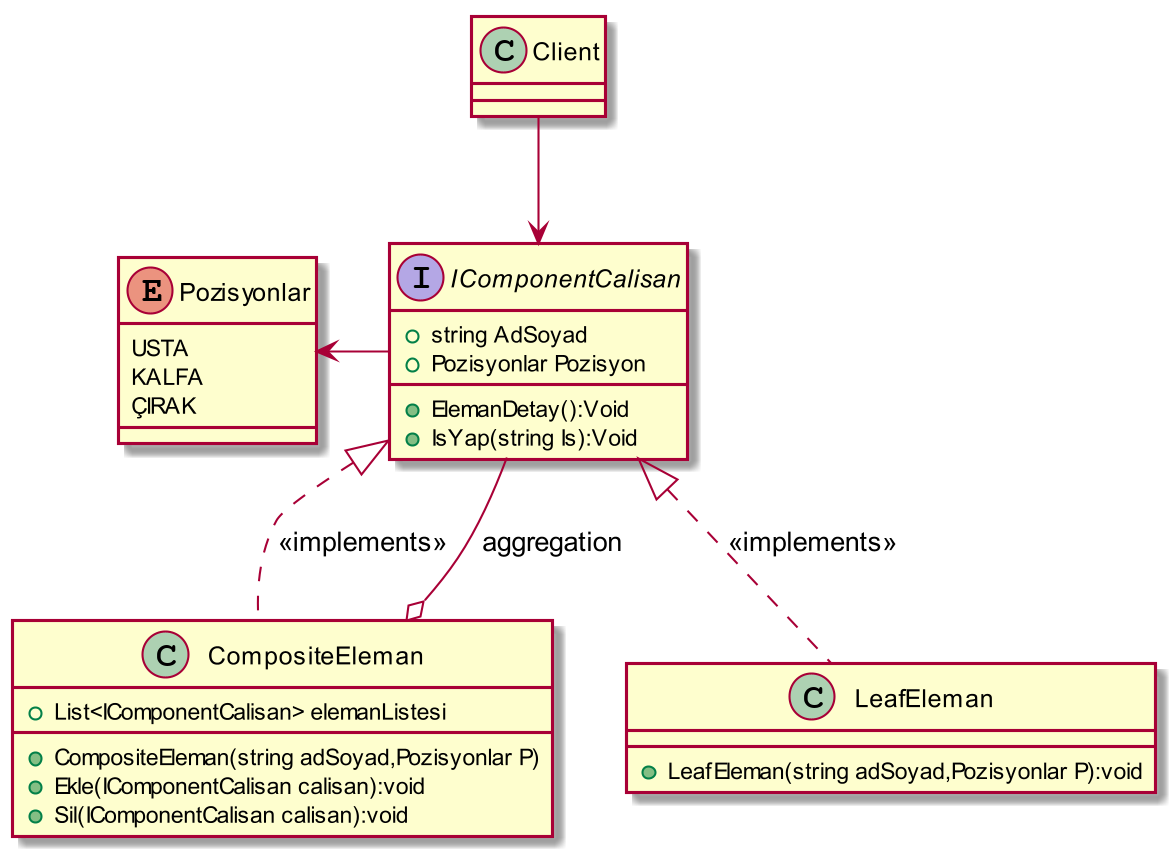 C Client
I IComponentCalisan
string AdSoyad
Pozisyonlar Pozisyon
ElemanDetay():Void
IsYap(string Is):Void
E Pozisyonlar
USTA
KALFA
ÇIRAK
«implements»
aggregation
«implements»
C CompositeEleman
List<IComponentCalisan> elemanListesi
CompositeEleman(string adSoyad,Pozisyonlar P)
Ekle(IComponentCalisan calisan):void
Sil(IComponentCalisan calisan):void
C LeafEleman
LeafEleman(string adSoyad,Pozisyonlar P):void